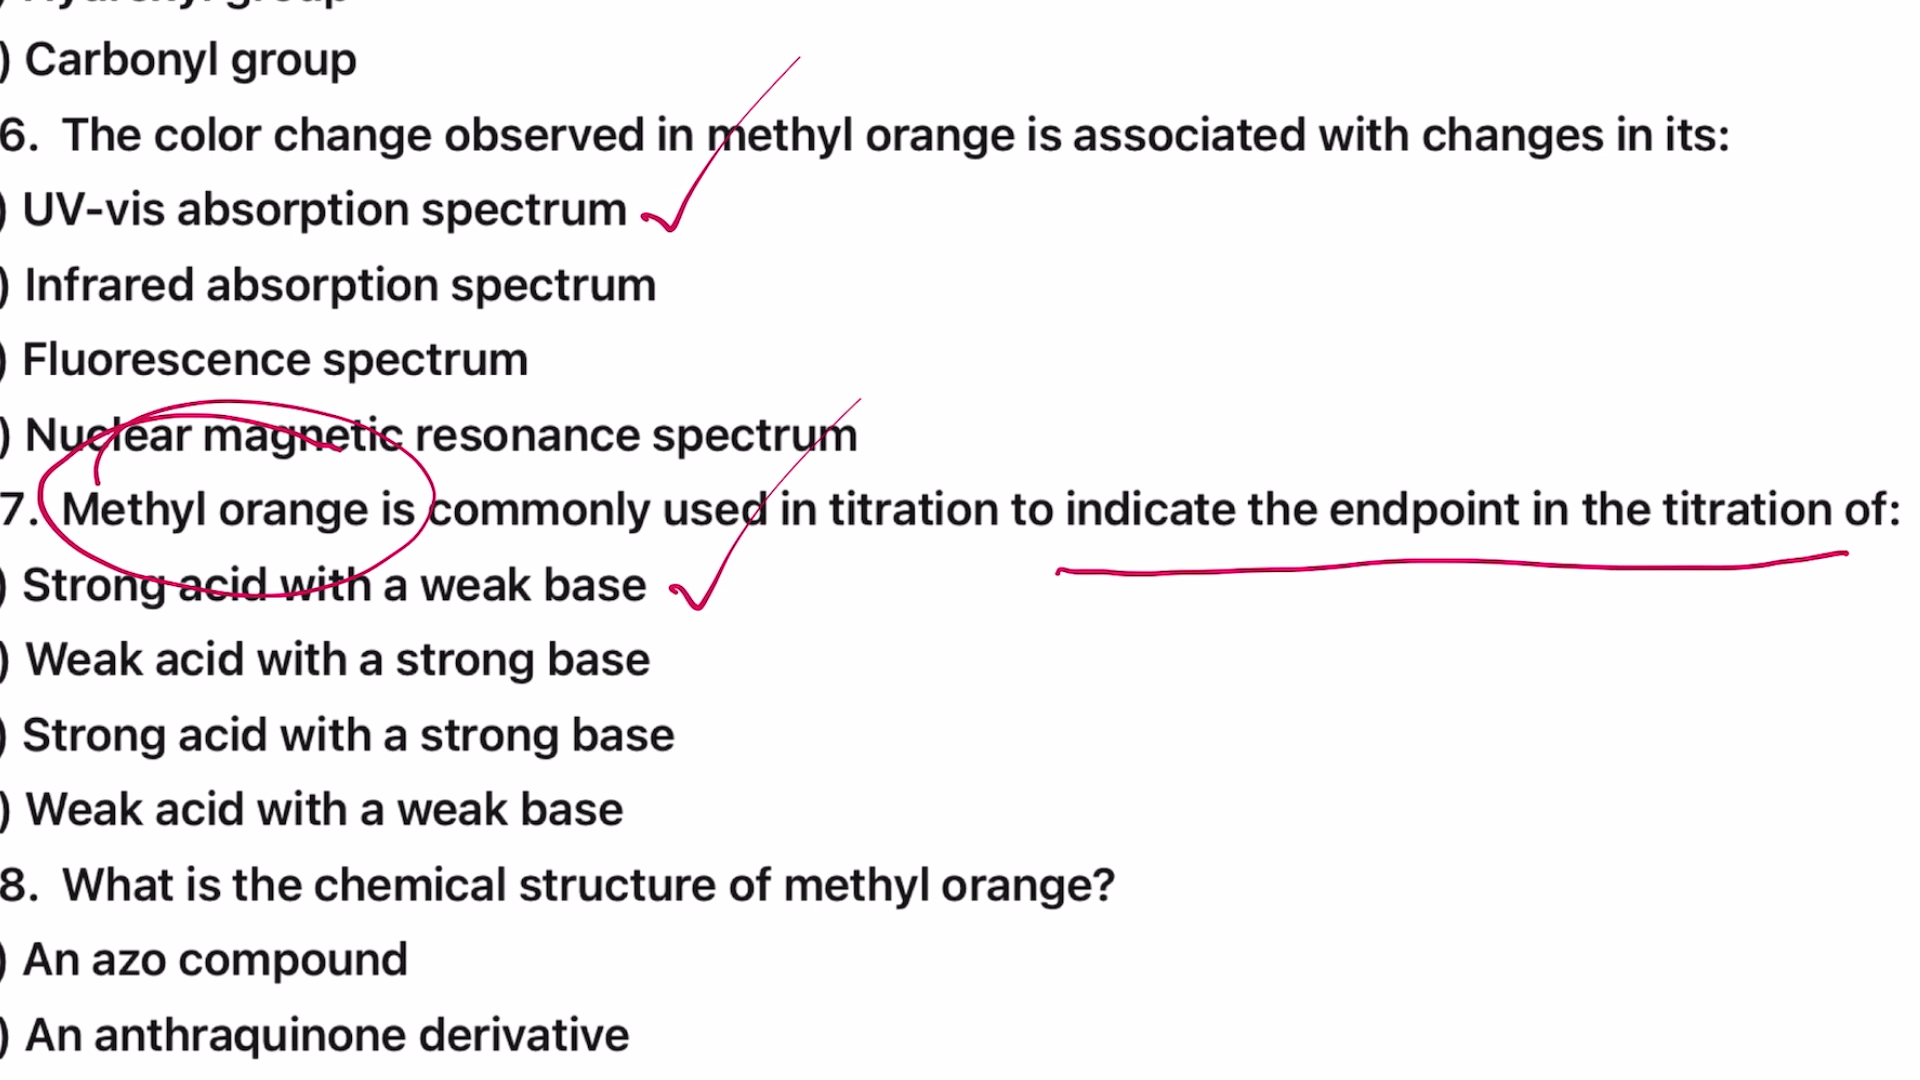 ) Hydroxyl group
) Carbonyl group
6. The color change observed in methyl orange is associated with changes in its:
) UV-vis absorption spectrum
) Infrared absorption spectrum
) Fluorescence spectrum
) Nuclear magnetic resonance spectrum
7. Methyl orange is commonly used in titration to indicate the endpoint in the titration of:
) Strong acid with a weak base
) Weak acid with a strong base
) Strong acid with a strong base
) Weak acid with a weak base
8. What is the chemical structure of methyl orange?
) An azo compound
) An anthraquinone derivative